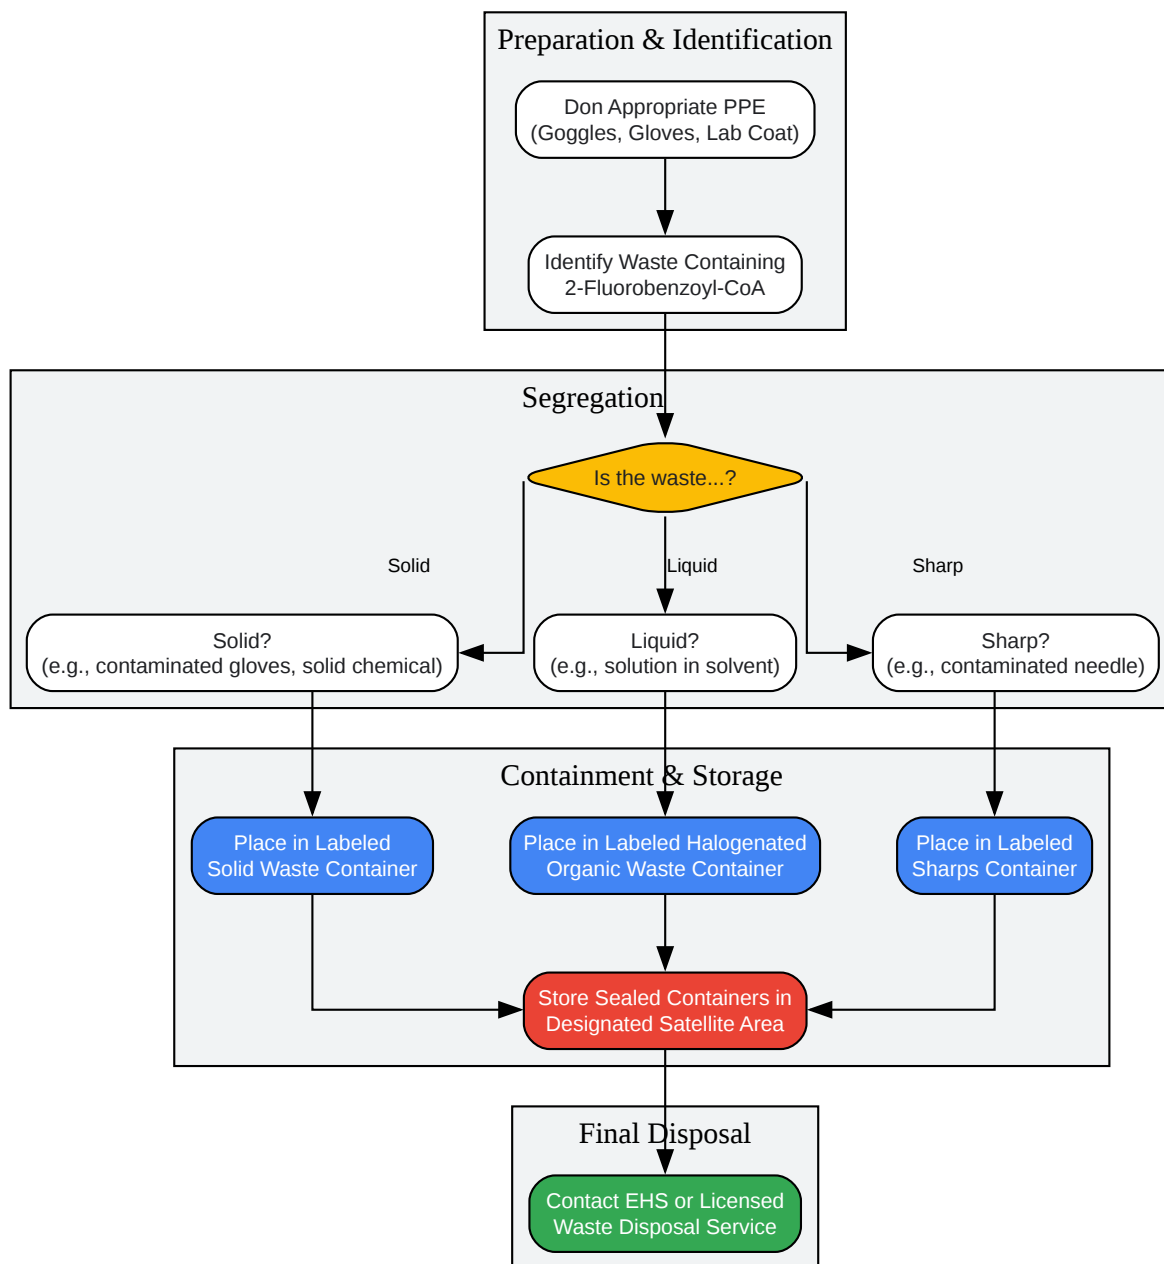 Preparation & Identification
Don Appropriate PPE
(Goggles, Gloves, Lab Coat)
Identify Waste Containing
2-Fluorobenzoyl-CoA
Segregation
Is the waste...?
Solid
Liquid
Sharp
Solid?
(e.g., contaminated gloves, solid chemical)
Liquid?
(e.g., solution in solvent)
Sharp?
(e.g., contaminated needle)
Containment & Storage
Place in Labeled
Solid Waste Container
Place in Labeled Halogenated
Organic Waste Container
Place in Labeled
Sharps Container
Store Sealed Containers in
Designated Satellite Area
Final Disposal
Contact EHS or Licensed
Waste Disposal Service